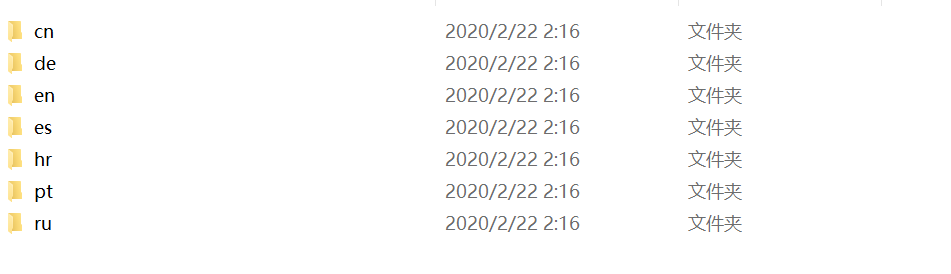 cn 2020/2/22 2:16 文件夹
de 2020/2/22 2:16 文件夹
en 2020/2/22 2:16 文件夹
es 2020/2/22 2:16 文件夹
hr 2020/2/22 2:16 文件夹
pt 2020/2/22 2:16 文件夹
ru 2020/2/22 2:16 文件夹